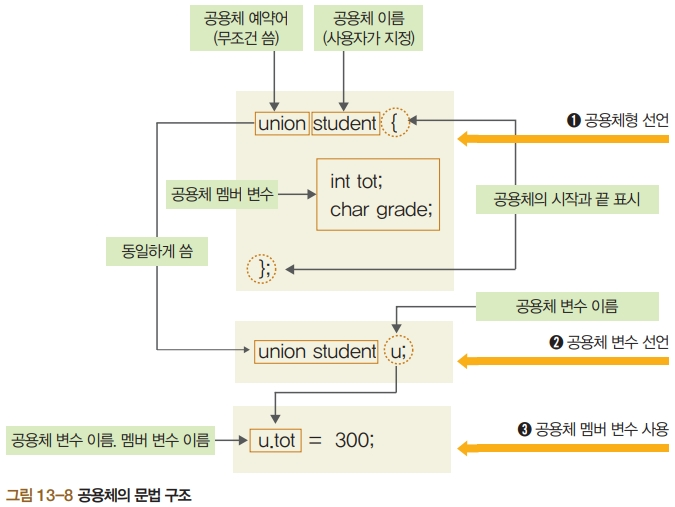 공용체 예약어
(무조건 씀)
공용체 이름
(사용자가 지정)
union student {
❶ 공용체형 선언
공용체 멤버 변수
int tot;
char grade;
공용체의 시작과 끝 표시
동일하게 씀
};
공용체 변수 이름
union student u;
❷ 공용체 변수 선언
공용체 변수 이름. 멤버 변수 이름
u.tot = 300;
❸ 공용체 멤버 변수 사용
그림 13-8 공용체의 문법 구조